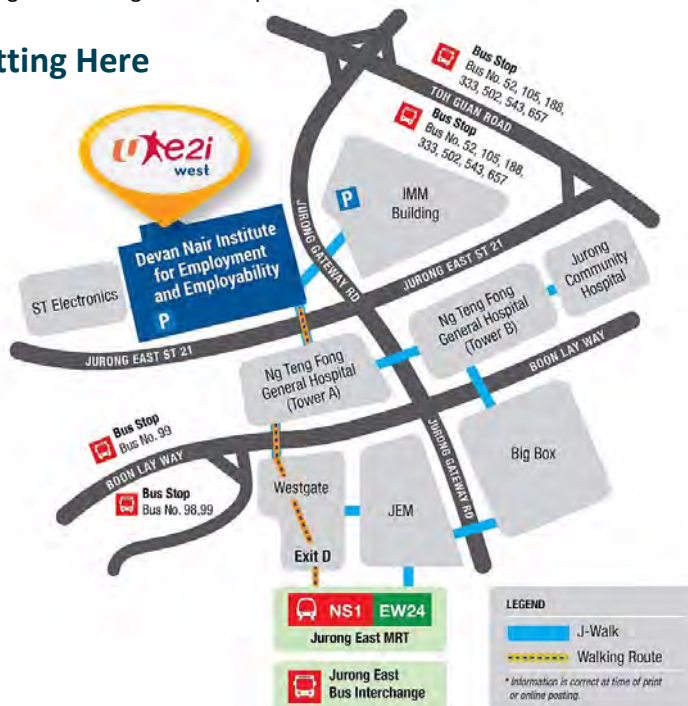 tting Here
Bus Stop
Bus No. 52, 105, 188,
333, 502, 543, 657
TOH GUAN ROAD
Bus Stop
Bus No. 52, 105, 188,
333, 502, 543, 657
u e2i
west
P
IMM
Building
JURONG GATEWAY RD
Devan Nair Institute
for Employment
and Employability
P
ST Electronics
JURONG EAST ST 21
Jurong
Community
Hospital
Ng Teng Fong
General Hospital
(Tower B)
JURONG EAST ST 21
Ng Teng Fong
General Hospital
(Tower A)
BOON LAY WAY
Bus Stop
Bus No. 99
BOON LAY WAY
Bus Stop
Bus No. 98,99
JURONG GATEWAY RD
Big Box
Westgate
JEM
Exit D
NS1 EW24
Jurong East MRT
Jurong East
Bus Interchange
LEGEND
J-Walk
Walking Route
* Information is correct at time of print
or online posting.